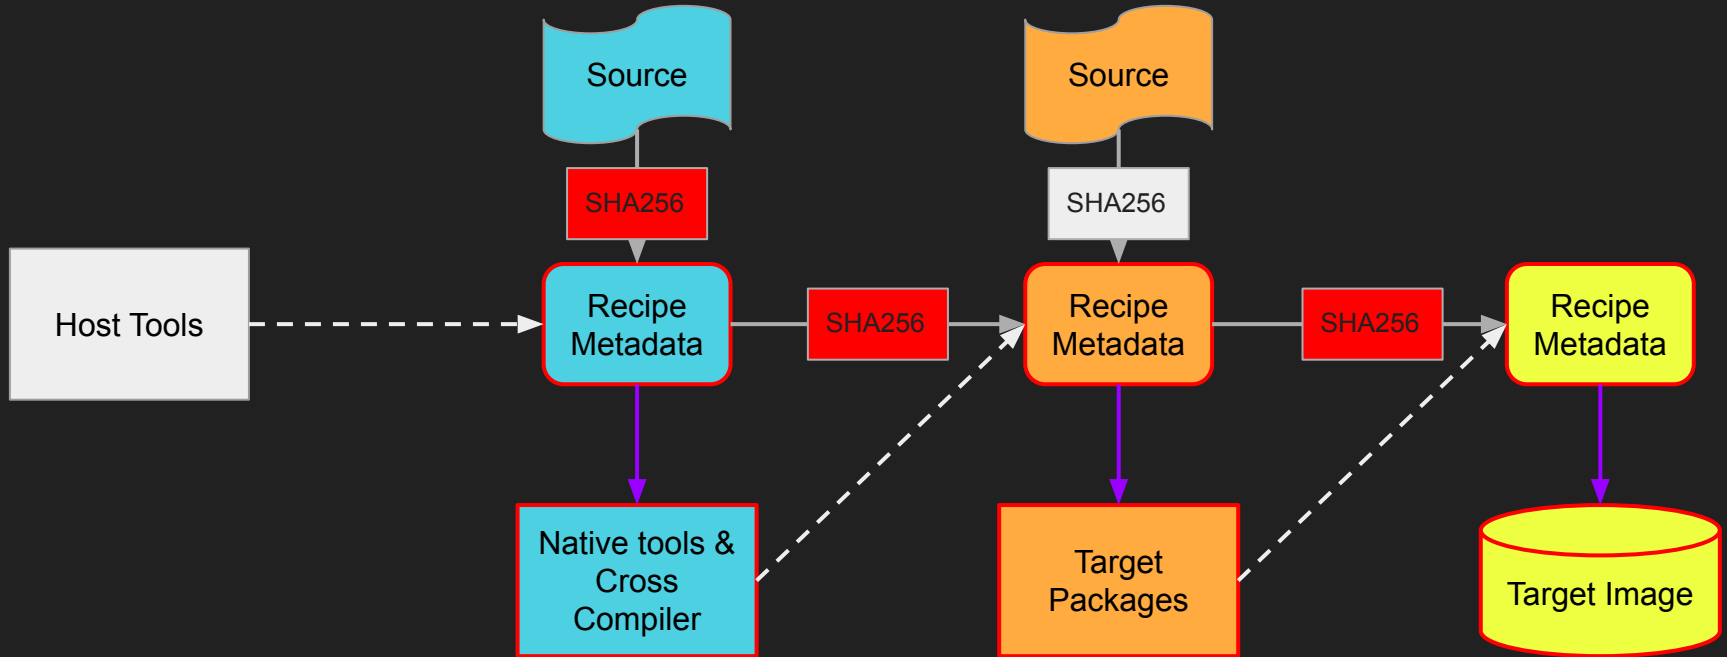 Source
Source
SHA256
SHA256
Host Tools
Recipe
Metadata
SHA256
Recipe
Metadata
SHA256
Recipe
Metadata
Native tools &
Cross
Compiler
Target
Packages
Target Image